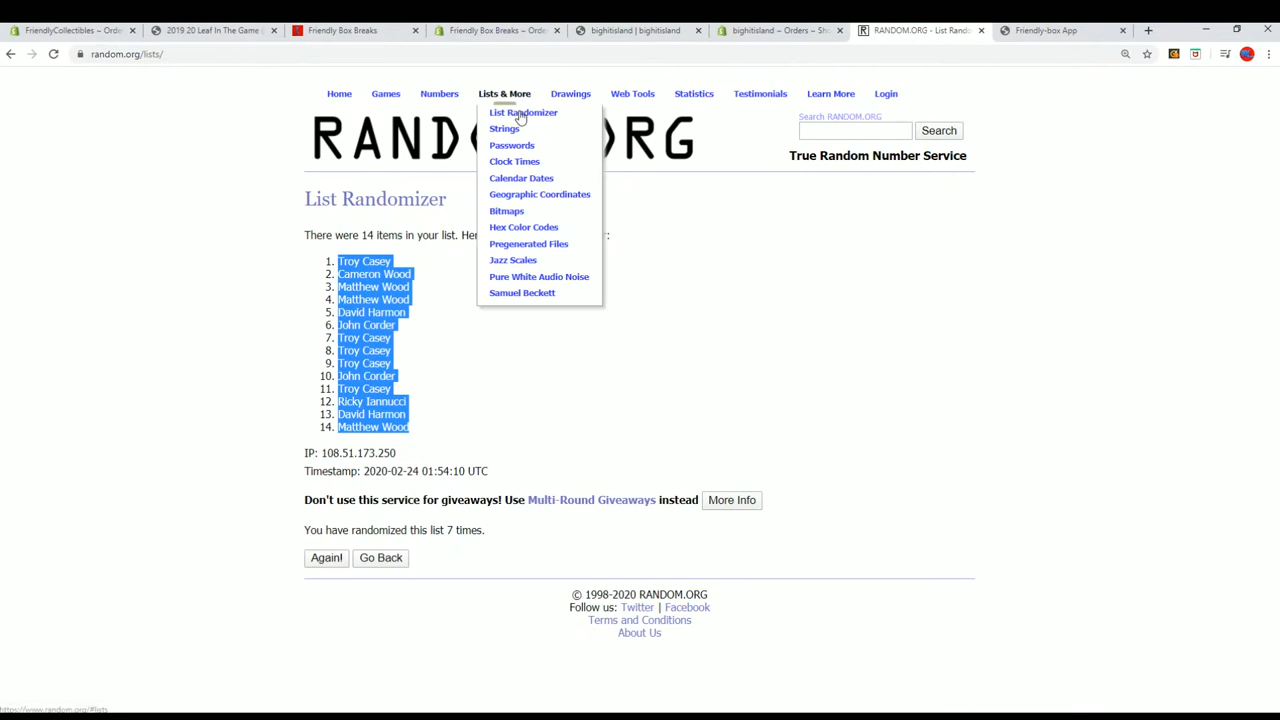 FriendlyCollectibles – Orde
2019 20 Leaf In The Game (
Friendly Box Breaks
Friendly Box Breaks – Orde
bighitisland | bighitisland
bighitisland – Orders – Sho
RANDOM.ORG - List Rando
Friendly-box App
random.org/lists/
Home
Games
Numbers
Lists & More
Drawings
Web Tools
Statistics
Testimonials
Learn More
Login
List Randomizer
Strings
Passwords
Clock Times
Calendar Dates
Geographic Coordinates
Bitmaps
Hex Color Codes
Pregenerated Files
Jazz Scales
Pure White Audio Noise
Samuel Beckett
Search RANDOM.ORG
Search
RAND RG
True Random Number Service
List Randomizer
There were 14 items in your list. Her :
1. Troy Casey
2. Cameron Wood
3. Matthew Wood
4. Matthew Wood
5. David Harmon
6. John Corder
7. Troy Casey
8. Troy Casey
9. Troy Casey
10. John Corder
11. Troy Casey
12. Ricky Iannucci
13. David Harmon
14. Matthew Wood
IP: 108.51.173.250
Timestamp: 2020-02-24 01:54:10 UTC
Don't use this service for giveaways! Use Multi-Round Giveaways instead More Info
You have randomized this list 7 times.
Again! Go Back
© 1998-2020 RANDOM.ORG
Follow us: Twitter | Facebook
Terms and Conditions
About Us
https://www.random.org/#lists